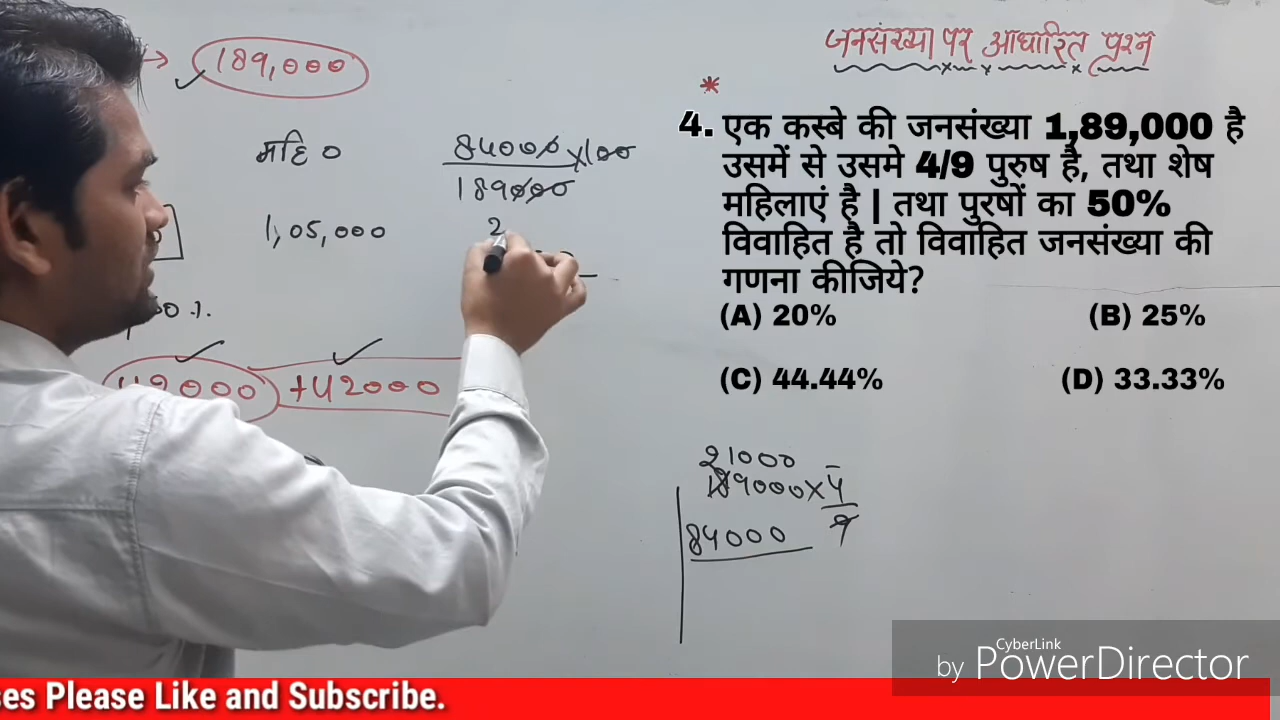 जनसंख्या पर आधारित प्रश्न
*
4. एक कस्बे की जनसंख्या 1,89,000 है
उसमें से उसमे 4/9 पुरुष है, तथा शेष
महिलाएं है | तथा पुरषों का 50%
विवाहित है तो विवाहित जनसंख्या की
गणना कीजिये?
(A) 20%
(B) 25%
(C) 44.44%
(D) 33.33%
→ 189,000
महि०
1,05,000
84000 × 100
189000
2
42000 + 42000
21000
189000 × 4
9
84000
CyberLink
by PowerDirector
es Please Like and Subscribe.